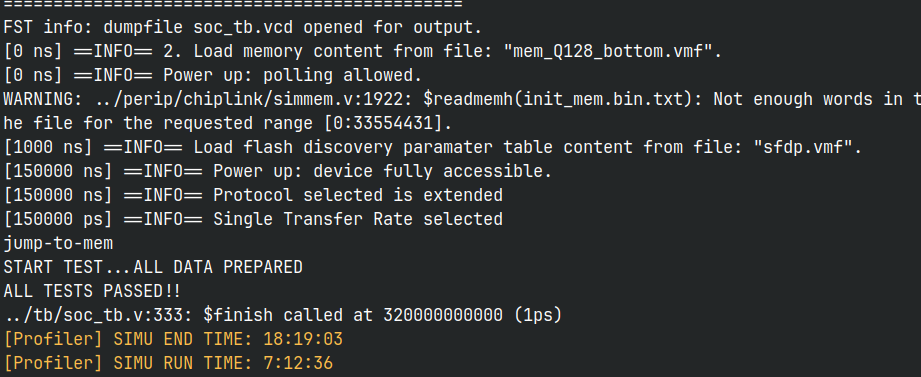 ==============================================
FST info: dumpfile soc_tb.vcd opened for output.
[0 ns] ==INFO== 2. Load memory content from file: "mem_Q128_bottom.vmf".
[0 ns] ==INFO== Power up: polling allowed.
WARNING: ../perip/chiplink/simmem.v:1922: $readmemh(init_mem.bin.txt): Not enough words in t
he file for the requested range [0:33554431].
[1000 ns] ==INFO== Load flash discovery paramater table content from file: "sfdp.vmf".
[150000 ns] ==INFO== Power up: device fully accessible.
[150000 ns] ==INFO== Protocol selected is extended
[150000 ps] ==INFO== Single Transfer Rate selected
jump-to-mem
START TEST...ALL DATA PREPARED
ALL TESTS PASSED!!
../tb/soc_tb.v:333: $finish called at 320000000000 (1ps)
[Profiler] SIMU END TIME: 18:19:03
[Profiler] SIMU RUN TIME: 7:12:36